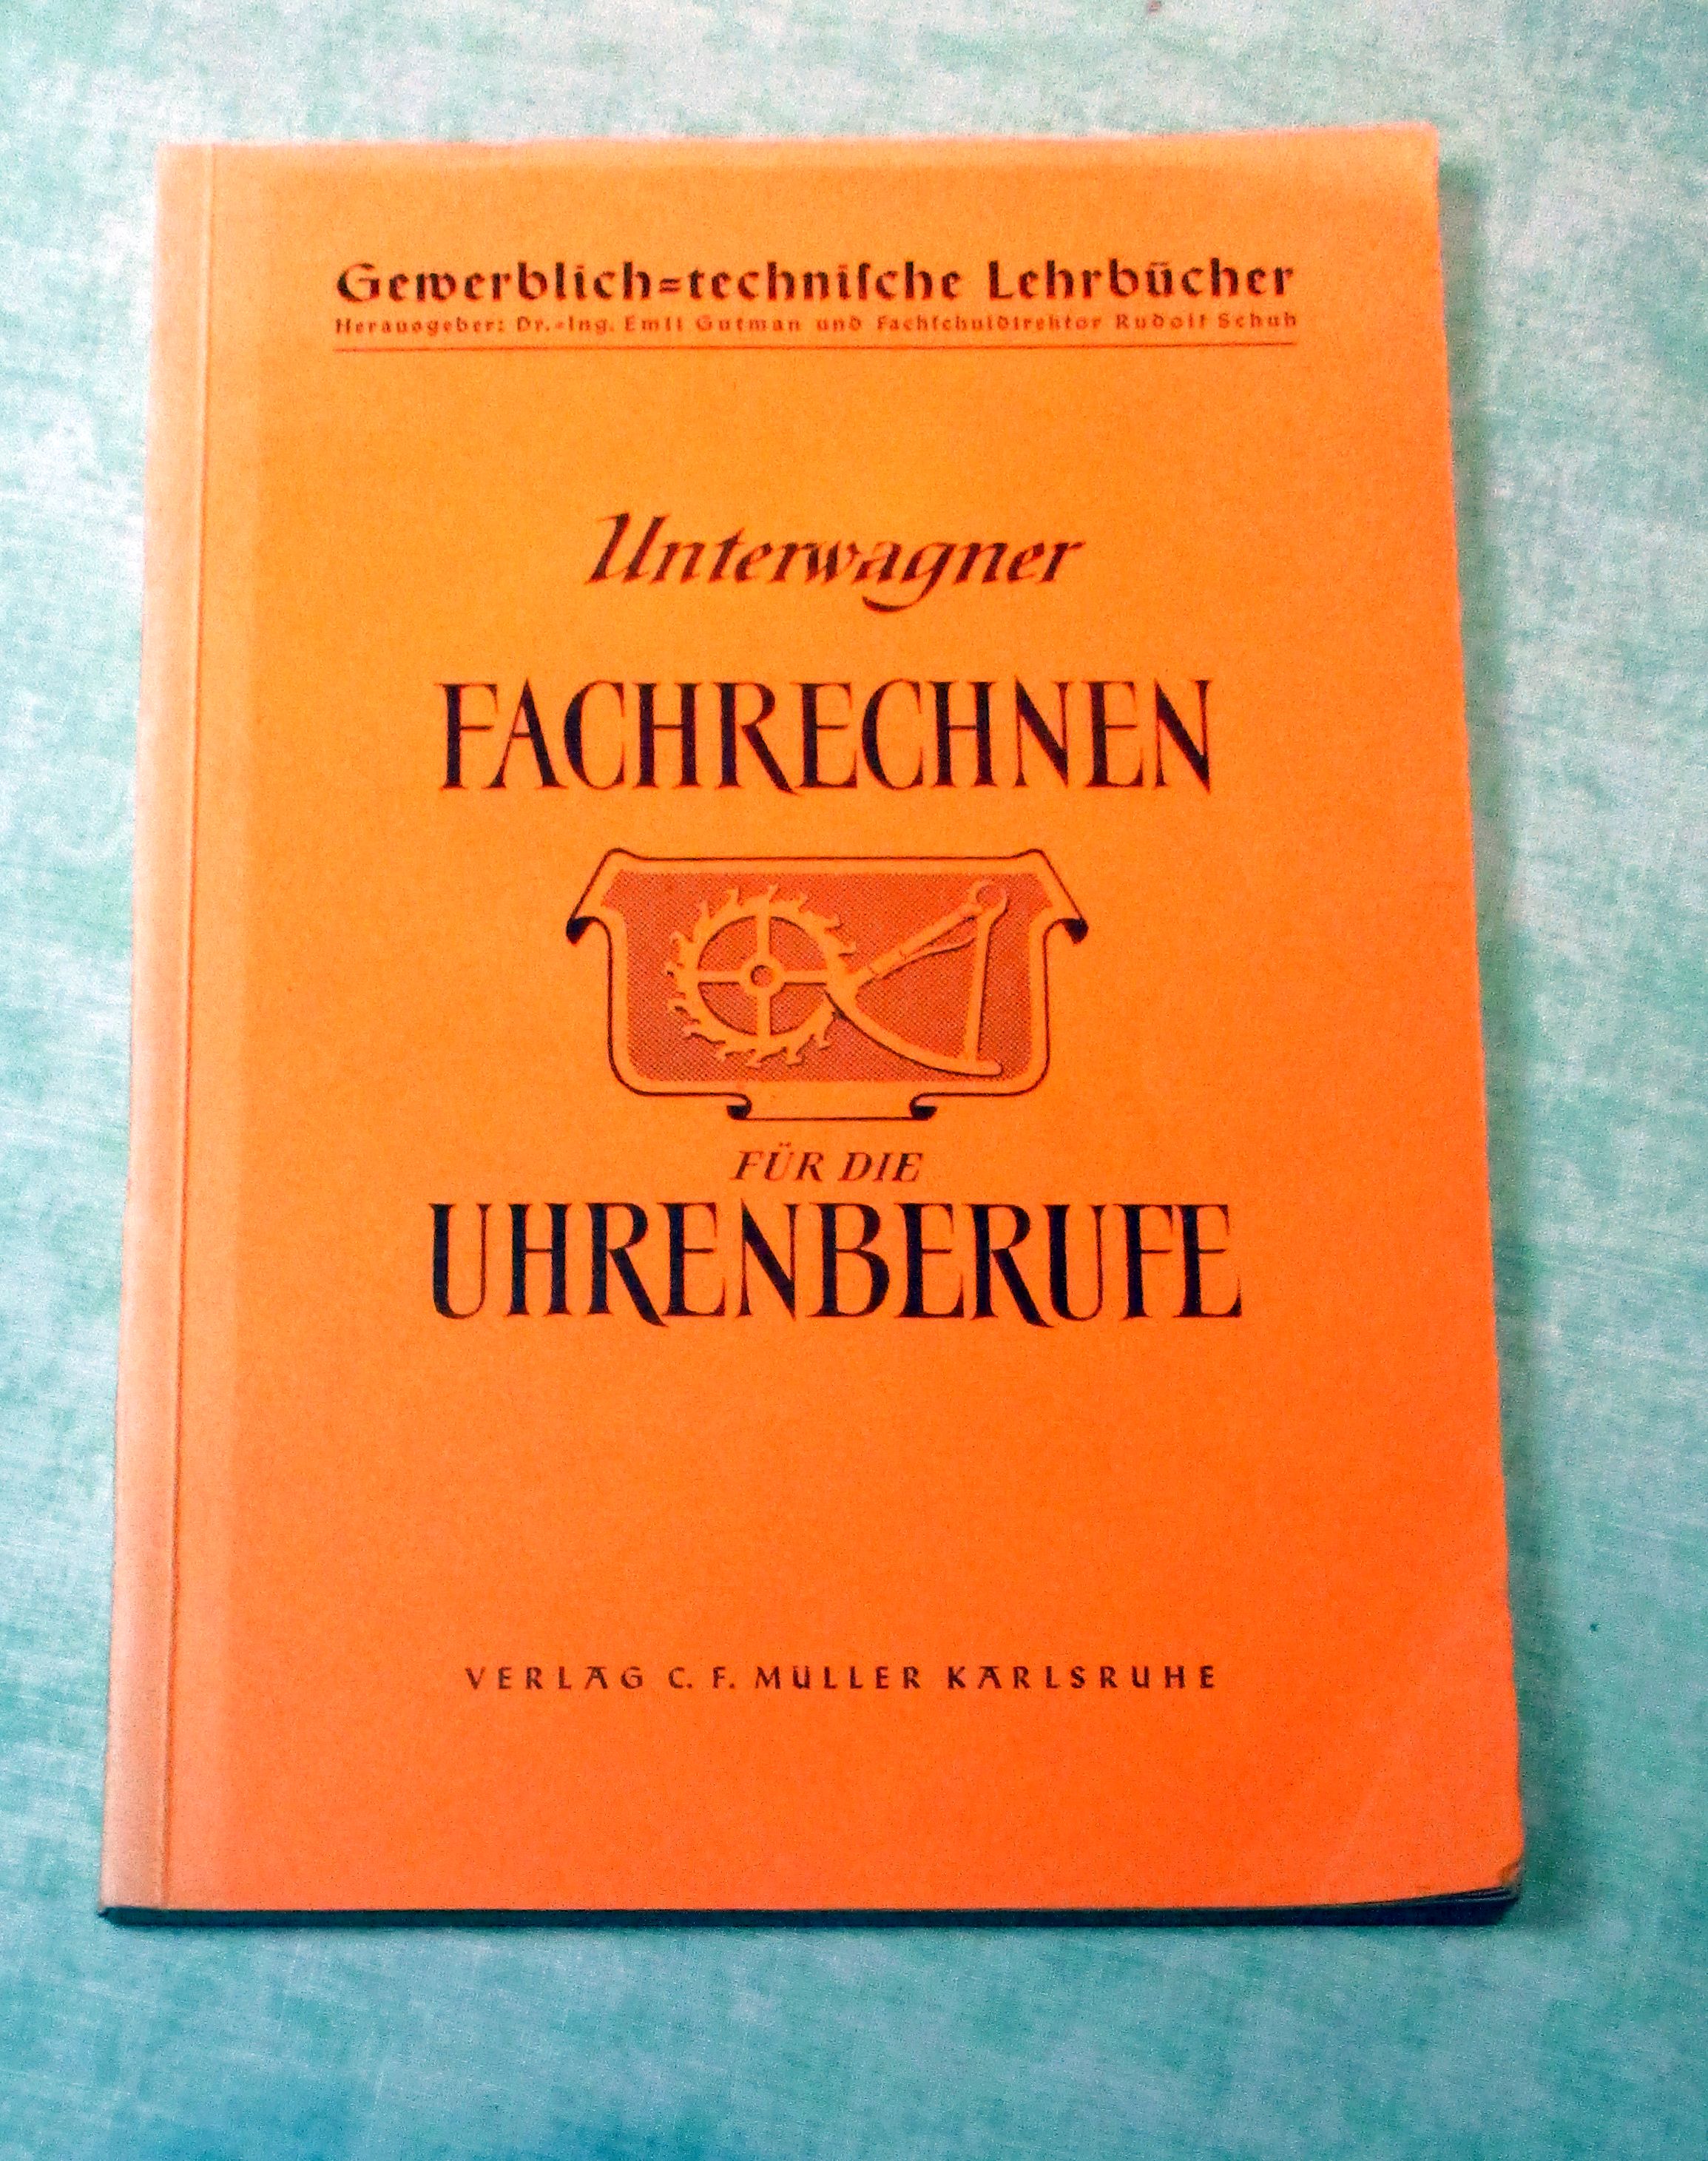 Gewerblich=techniſche Lehrbücher
Herausgeber: Dr.=Ing. Emil Gutman und Fachſchuldirektor Rudolf Schuh
Unterwagner
FACHRECHNEN
FÜR DIE
UHRENBERUFE
VERLAG C. F. MÜLLER KARLSRUHE